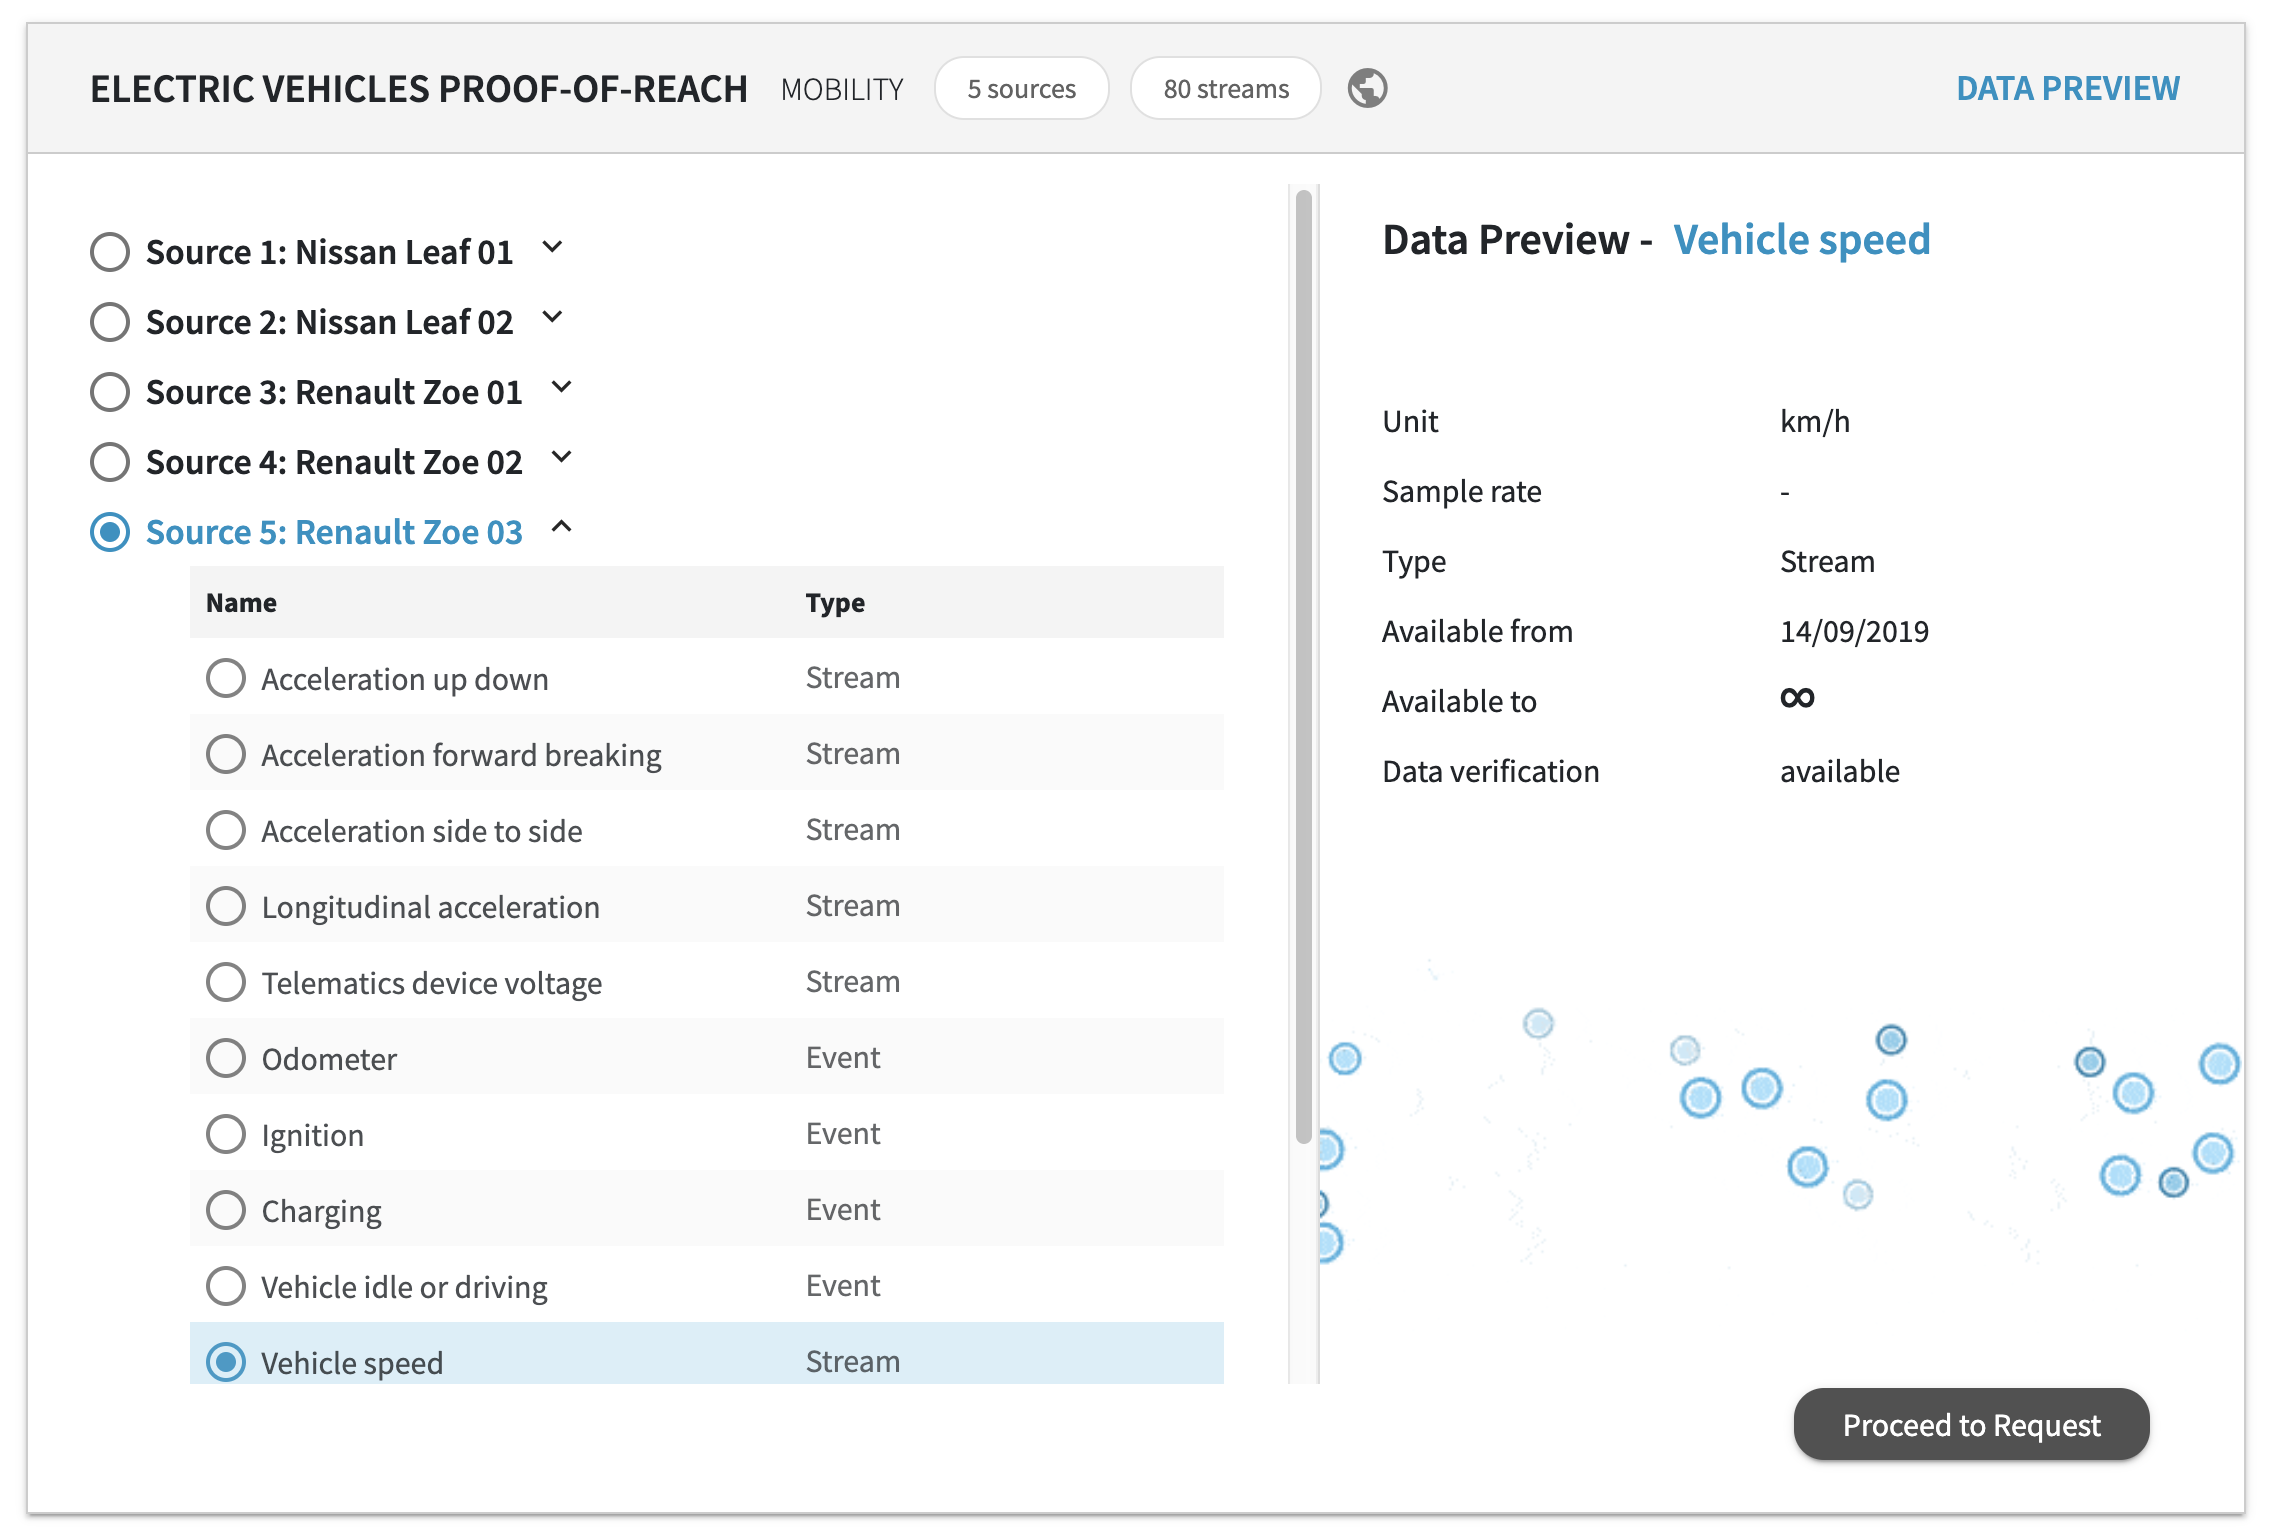 ELECTRIC VEHICLES PROOF-OF-REACH MOBILITY 5 sources 80 streams DATA PREVIEW
Source 1: Nissan Leaf 01
Source 2: Nissan Leaf 02
Source 3: Renault Zoe 01
Source 4: Renault Zoe 02
Source 5: Renault Zoe 03
Name Type
Acceleration up down Stream
Acceleration forward breaking Stream
Acceleration side to side Stream
Longitudinal acceleration Stream
Telematics device voltage Stream
Odometer Event
Ignition Event
Charging Event
Vehicle idle or driving Event
Vehicle speed Stream
Data Preview - Vehicle speed
Unit km/h
Sample rate -
Type Stream
Available from 14/09/2019
Available to ∞
Data verification available
Proceed to Request